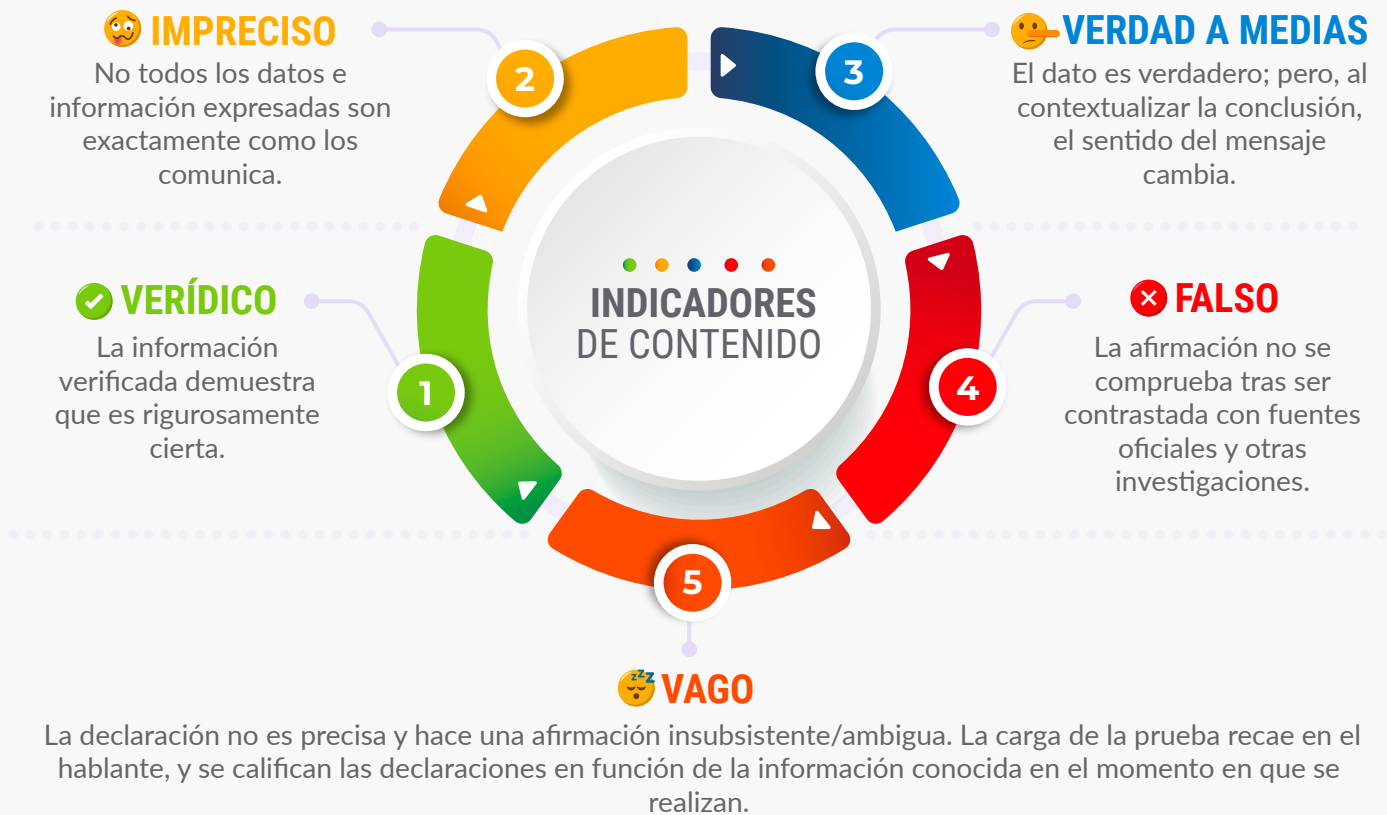 IMPRECISO
No todos los datos e
información expresadas son
exactamente como los
comunica.
2
3
VERDAD A MEDIAS
El dato es verdadero; pero, al
contextualizar la conclusión,
el sentido del mensaje
cambia.
VERÍDICO
La información
verificada demuestra
que es rigurosamente
cierta.
1
INDICADORES
DE CONTENIDO
4
FALSO
La afirmación no se
comprueba tras ser
contrastada con fuentes
oficiales y otras
investigaciones.
5
zzZ
VAGO
La declaración no es precisa y hace una afirmación insubsistente/ambigua. La carga de la prueba recae en el
hablante, y se califican las declaraciones en función de la información conocida en el momento en que se
realizan.